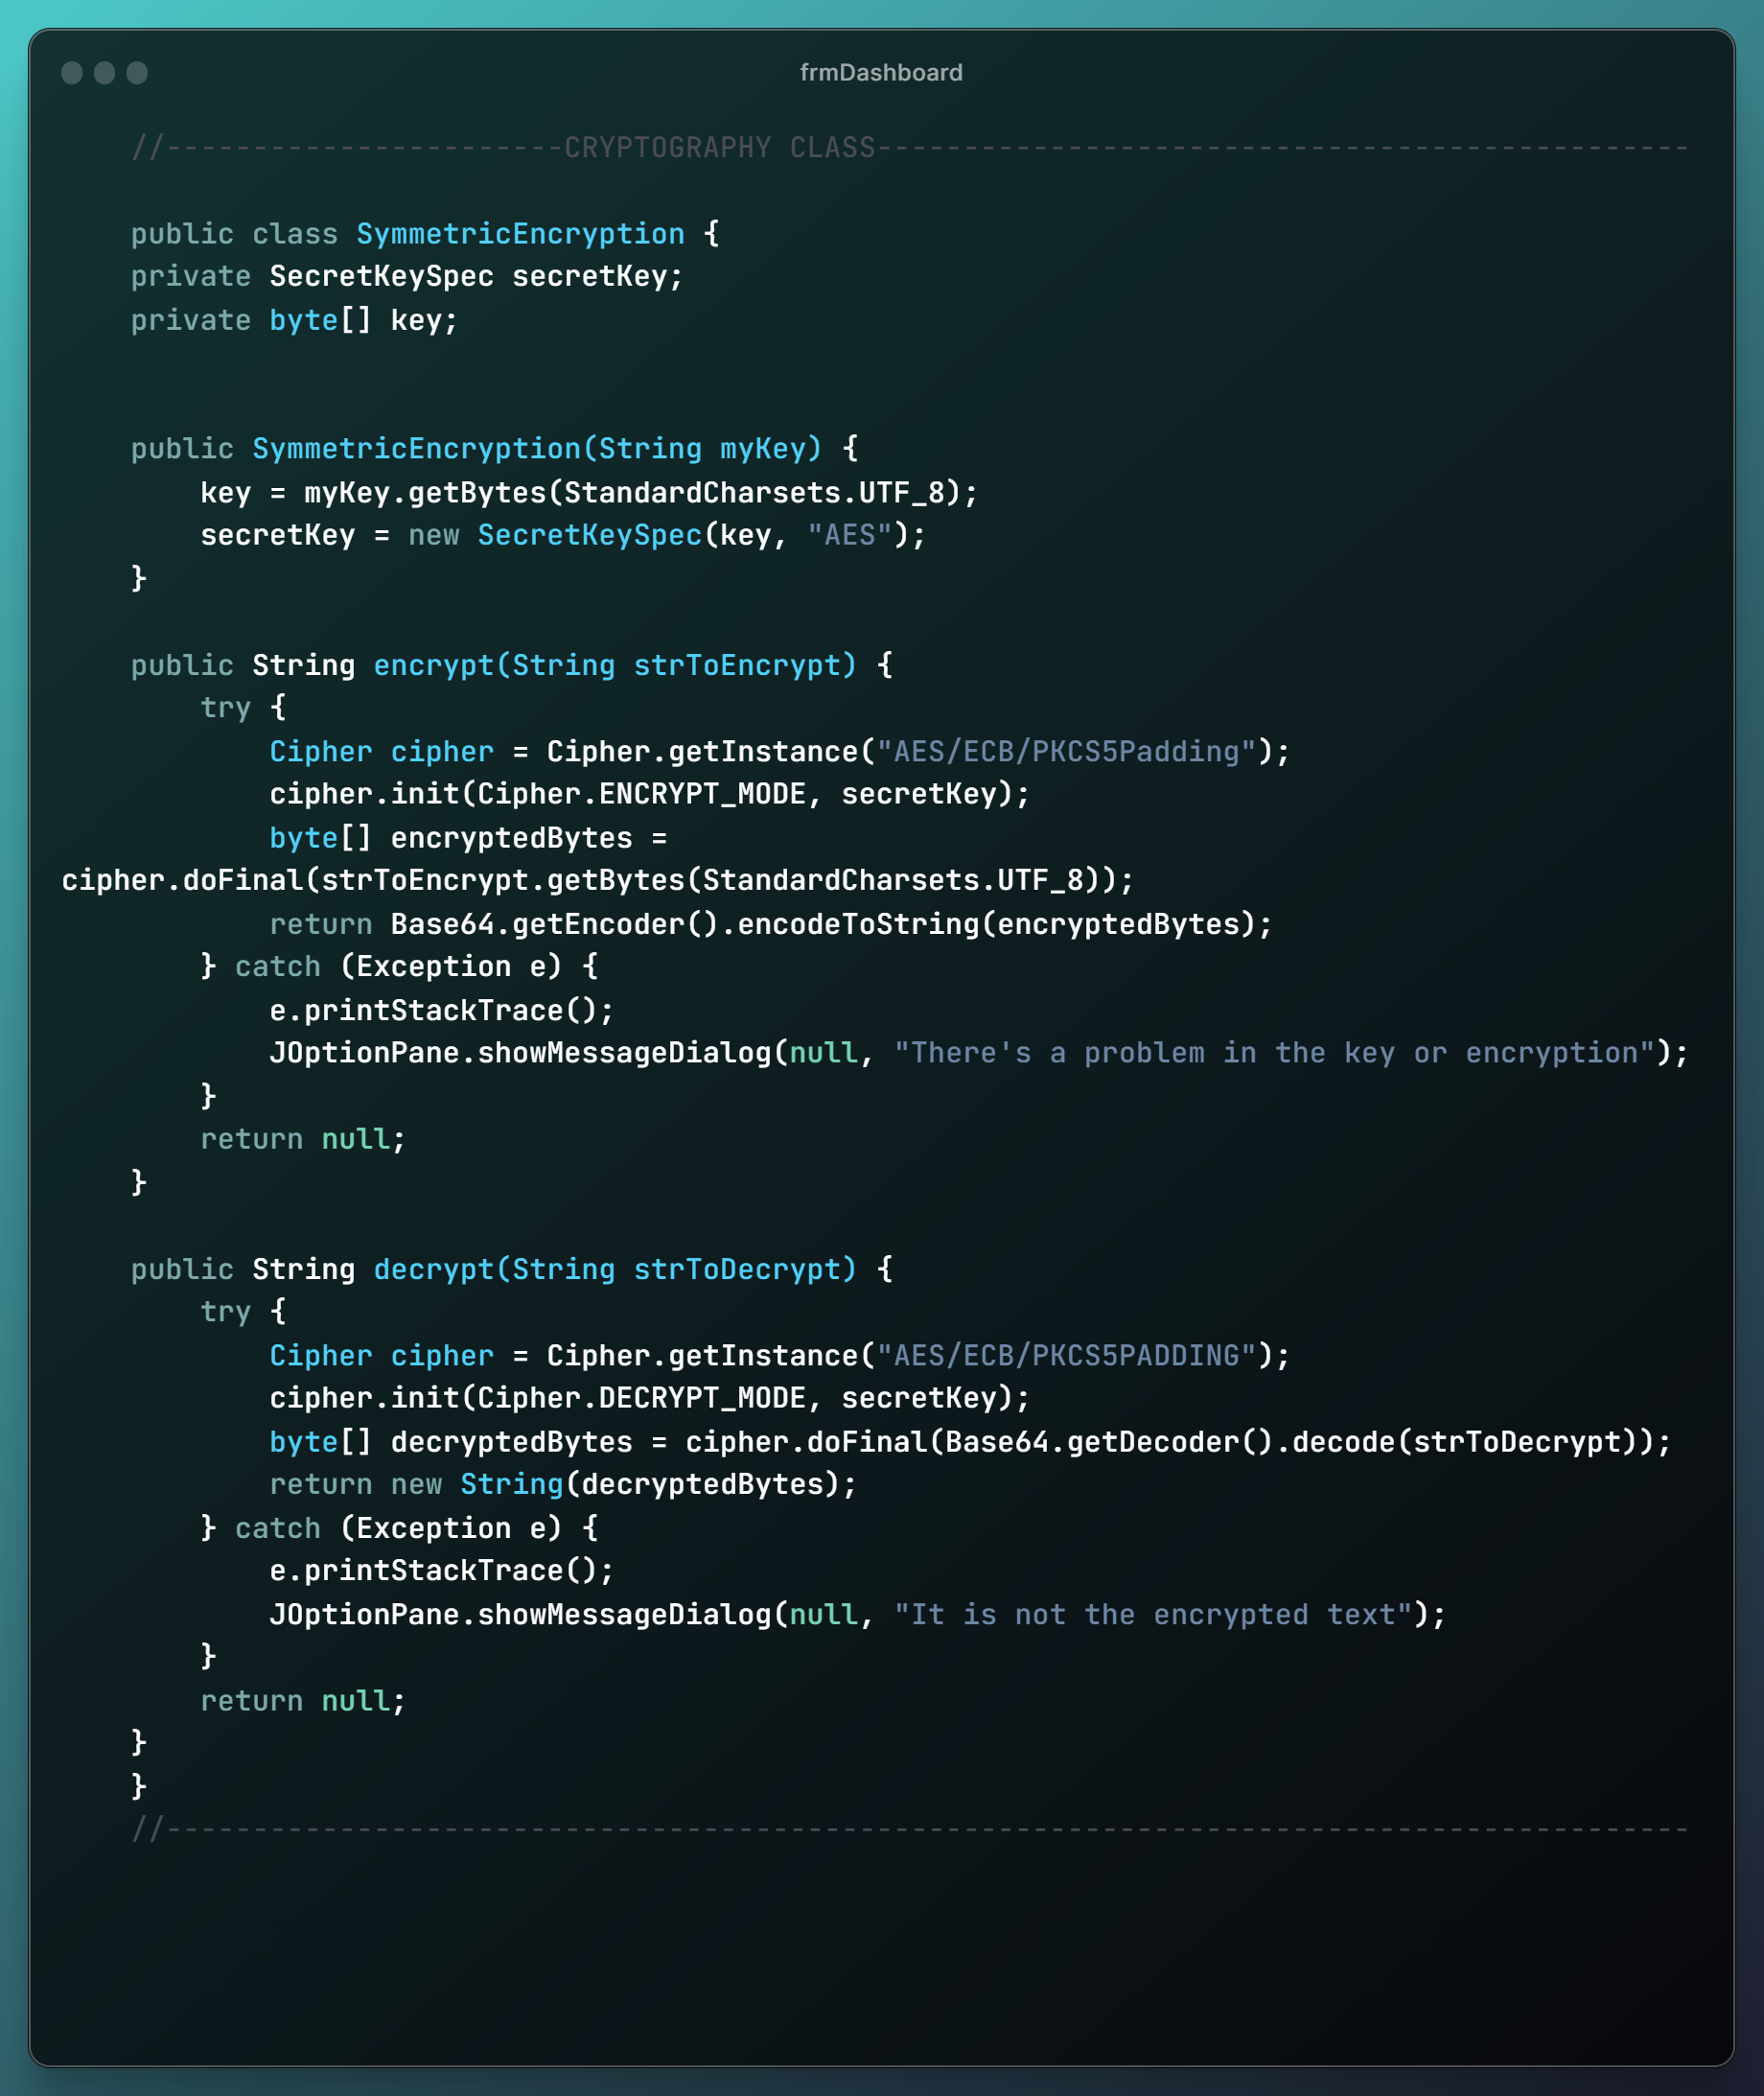 frmDashboard
//-----------------------CRYPTOGRAPHY CLASS-----------------------------------------------
public class SymmetricEncryption {
private SecretKeySpec secretKey;
private byte[] key;
public SymmetricEncryption(String myKey) {
key = myKey.getBytes(StandardCharsets.UTF_8);
secretKey = new SecretKeySpec(key, "AES");
}
public String encrypt(String strToEncrypt) {
try {
Cipher cipher = Cipher.getInstance("AES/ECB/PKCS5Padding");
cipher.init(Cipher.ENCRYPT_MODE, secretKey);
byte[] encryptedBytes =
cipher.doFinal(strToEncrypt.getBytes(StandardCharsets.UTF_8));
return Base64.getEncoder().encodeToString(encryptedBytes);
} catch (Exception e) {
e.printStackTrace();
JOptionPane.showMessageDialog(null, "There's a problem in the key or encryption");
}
return null;
}
public String decrypt(String strToDecrypt) {
try {
Cipher cipher = Cipher.getInstance("AES/ECB/PKCS5PADDING");
cipher.init(Cipher.DECRYPT_MODE, secretKey);
byte[] decryptedBytes = cipher.doFinal(Base64.getDecoder().decode(strToDecrypt));
return new String(decryptedBytes);
} catch (Exception e) {
e.printStackTrace();
JOptionPane.showMessageDialog(null, "It is not the encrypted text");
}
return null;
}
}
//----------------------------------------------------------------------------------------